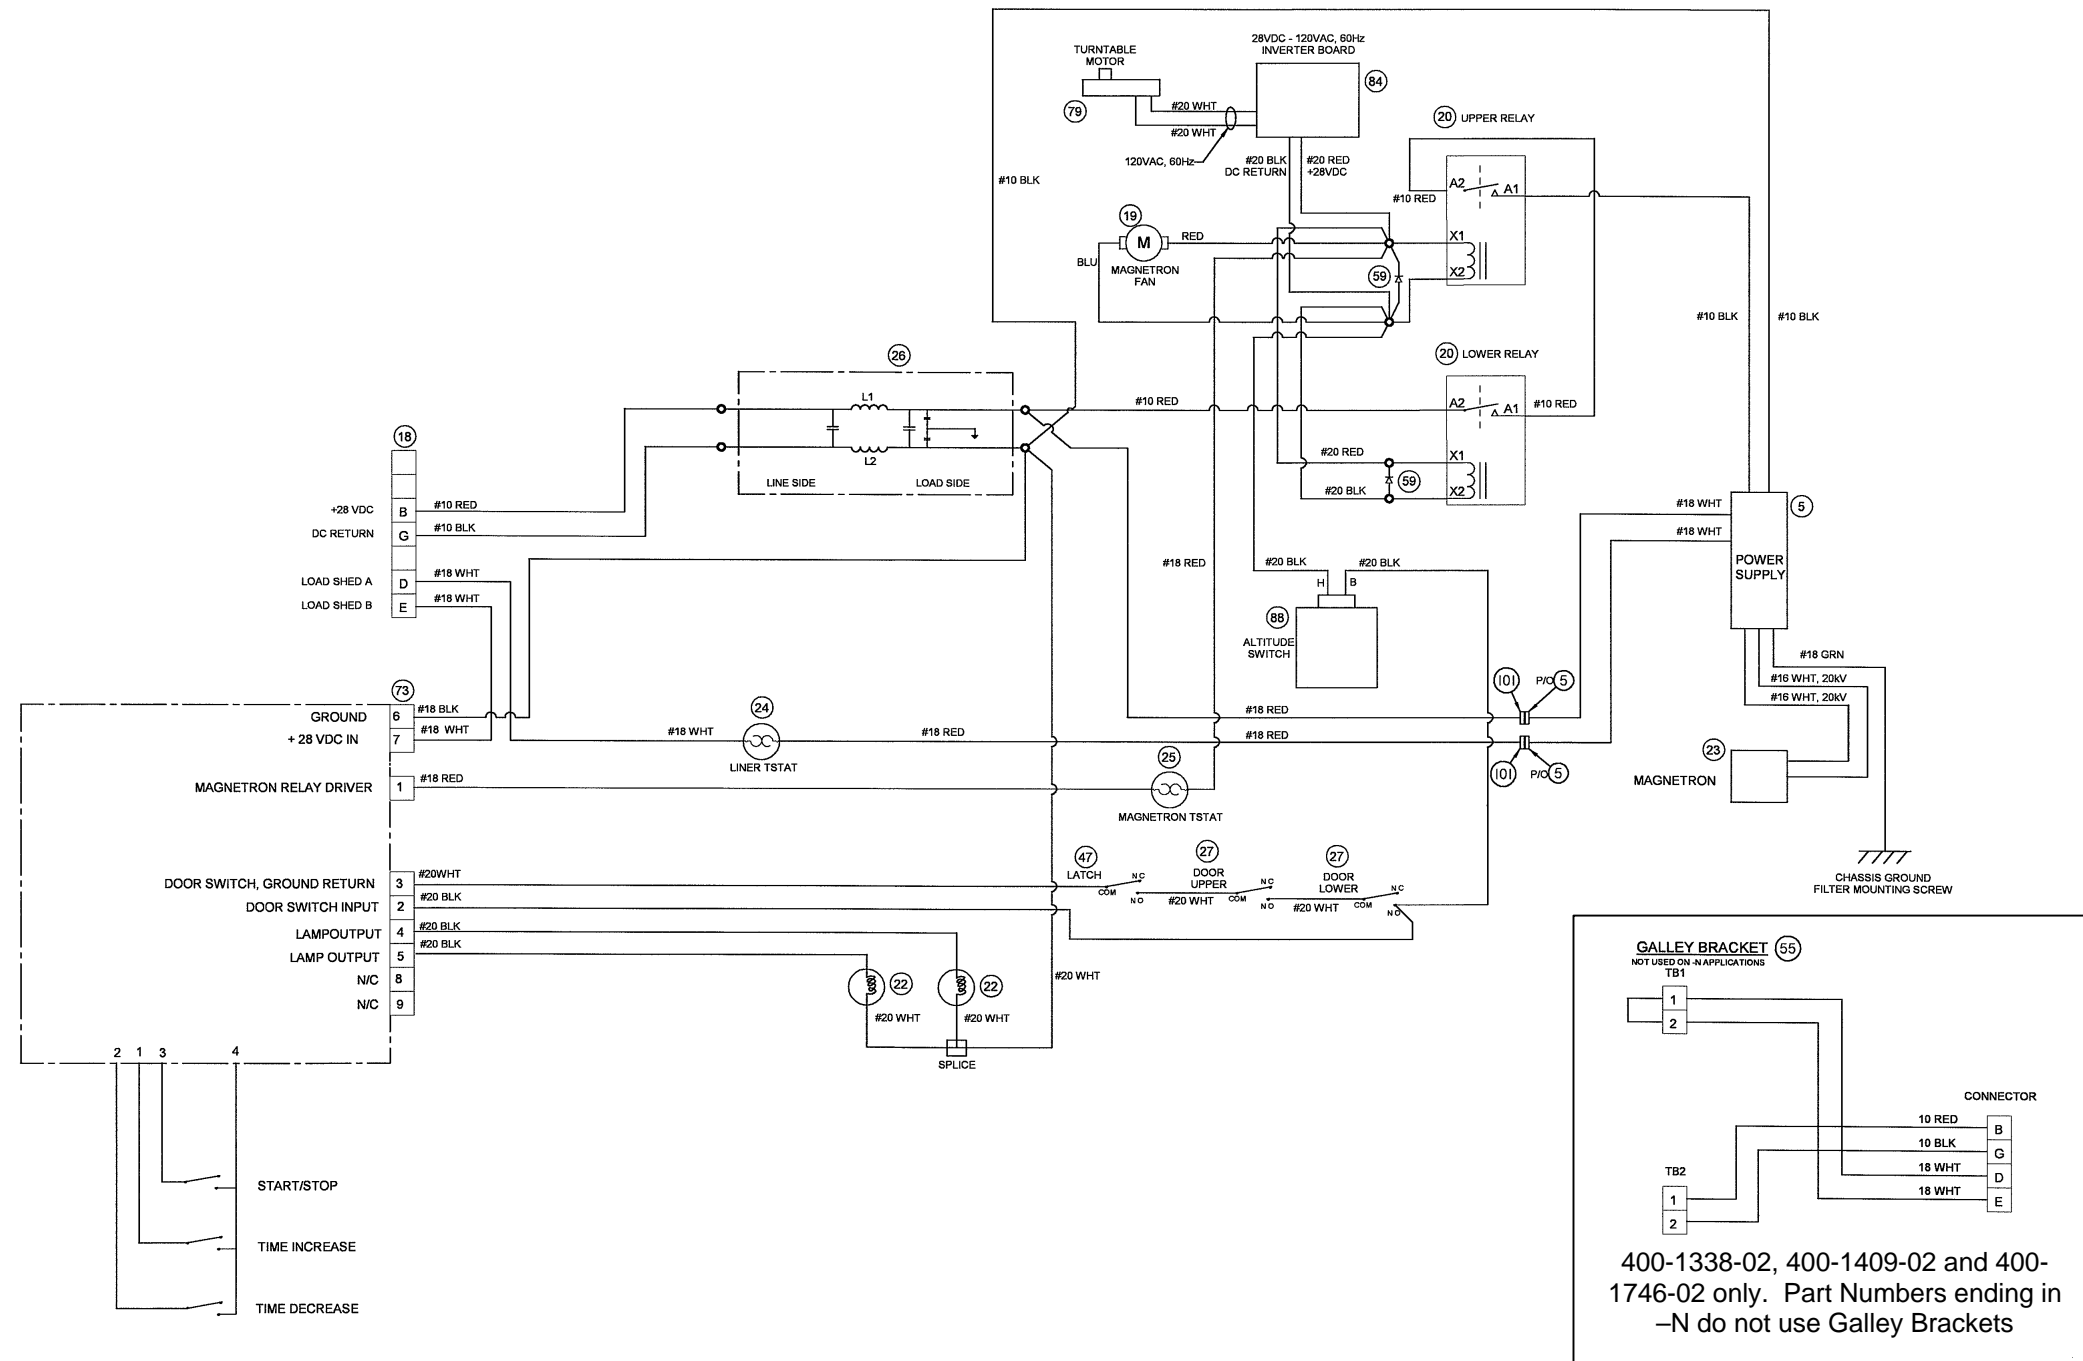 28VDC - 120VAC, 60Hz
INVERTER BOARD
84
TURNTABLE
MOTOR
79
#20 WHT
#20 WHT
120VAC, 60Hz
#20 BLK
DC RETURN
#20 RED
+28VDC
#10 BLK
20 UPPER RELAY
A2
A1
#10 RED
X1
X2
19
M
RED
BLU
MAGNETRON
FAN
59
#10 BLK
#10 BLK
20 LOWER RELAY
A2
A1
#10 RED
#10 RED
X1
X2
#20 RED
59
#20 BLK
26
L1
L2
LINE SIDE
LOAD SIDE
18
+28 VDC
B
#10 RED
DC RETURN
G
#10 BLK
LOAD SHED A
D
#18 WHT
LOAD SHED B
E
#18 WHT
#18 RED
#20 BLK
#20 BLK
H
B
88
ALTITUDE
SWITCH
#18 WHT
#18 WHT
5
POWER
SUPPLY
#18 GRN
#16 WHT, 20kV
#16 WHT, 20kV
23
MAGNETRON
CHASSIS GROUND
FILTER MOUNTING SCREW
101
P/O 5
101
P/O 5
73
GROUND
6
#18 BLK
+ 28 VDC IN
7
#18 WHT
#18 WHT
24
LINER TSTAT
#18 RED
#18 RED
#18 RED
MAGNETRON RELAY DRIVER
1
#18 RED
25
MAGNETRON TSTAT
DOOR SWITCH, GROUND RETURN
3
#20WHT
DOOR SWITCH INPUT
2
#20 BLK
LAMPOUTPUT
4
#20 BLK
LAMP OUTPUT
5
#20 BLK
N/C
8
N/C
9
47
LATCH
COM
NC
NO
27
DOOR
UPPER
#20 WHT
COM
NC
NO
27
DOOR
LOWER
#20 WHT
COM
NC
NO
22
22
#20 WHT
#20 WHT
#20 WHT
SPLICE
2 1 3 4
START/STOP
TIME INCREASE
TIME DECREASE
GALLEY BRACKET 55
NOT USED ON -N APPLICATIONS
TB1
1
2
CONNECTOR
10 RED
B
10 BLK
G
18 WHT
D
18 WHT
E
TB2
1
2
400-1338-02, 400-1409-02 and 400-
1746-02 only. Part Numbers ending in
–N do not use Galley Brackets